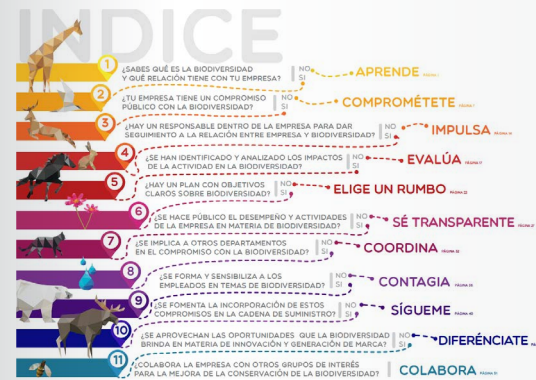 INDICE
1
¿SABES QUÉ ES LA BIODIVERSIDAD
Y QUÉ RELACIÓN TIENE CON TU EMPRESA?
NO
SI
APRENDE
2
¿TU EMPRESA TIENE UN COMPROMISO
PÚBLICO CON LA BIODIVERSIDAD?
NO
SI
COMPROMÉTETE
3
¿HAY UN RESPONSABLE DENTRO DE LA EMPRESA PARA DAR
SEGUIMIENTO A LA RELACIÓN ENTRE EMPRESA Y BIODIVERSIDAD?
NO
SI
IMPULSA
4
¿SE HAN IDENTIFICADO Y ANALIZADO LOS IMPACTOS
DE LA ACTIVIDAD EN LA BIODIVERSIDAD?
NO
SI
EVALÚA
5
¿HAY UN PLAN CON OBJETIVOS
CLAROS SOBRE BIODIVERSIDAD?
NO
SI
ELIGE UN RUMBO
6
¿SE HACE PÚBLICO EL DESEMPEÑO Y ACTIVIDADES
DE LA EMPRESA EN MATERIA DE BIODIVERSIDAD?
NO
SI
SÉ TRANSPARENTE
7
¿SE IMPLICA A OTROS DEPARTAMENTOS
EN EL COMPROMISO CON LA BIODIVERSIDAD?
NO
SI
COORDINA
8
¿SE FORMA Y SENSIBILIZA A LOS
EMPLEADOS EN TEMAS DE BIODIVERSIDAD?
NO
SI
CONTAGIA
9
¿SE FOMENTA LA INCORPORACIÓN DE ESTOS
COMPROMISOS EN LA CADENA DE SUMINISTRO?
NO
SI
SÍGUEME
10
¿SE APROVECHAN LAS OPORTUNIDADES QUE LA BIODIVERSIDAD
BRINDA EN MATERIA DE INNOVACIÓN Y GENERACIÓN DE MARCA?
NO
SI
DIFERÉNCIATE
11
¿COLABORA LA EMPRESA CON OTROS GRUPOS DE INTERÉS
PARA LA MEJORA DE LA CONSERVACIÓN DE LA BIODIVERSIDAD?
COLABORA